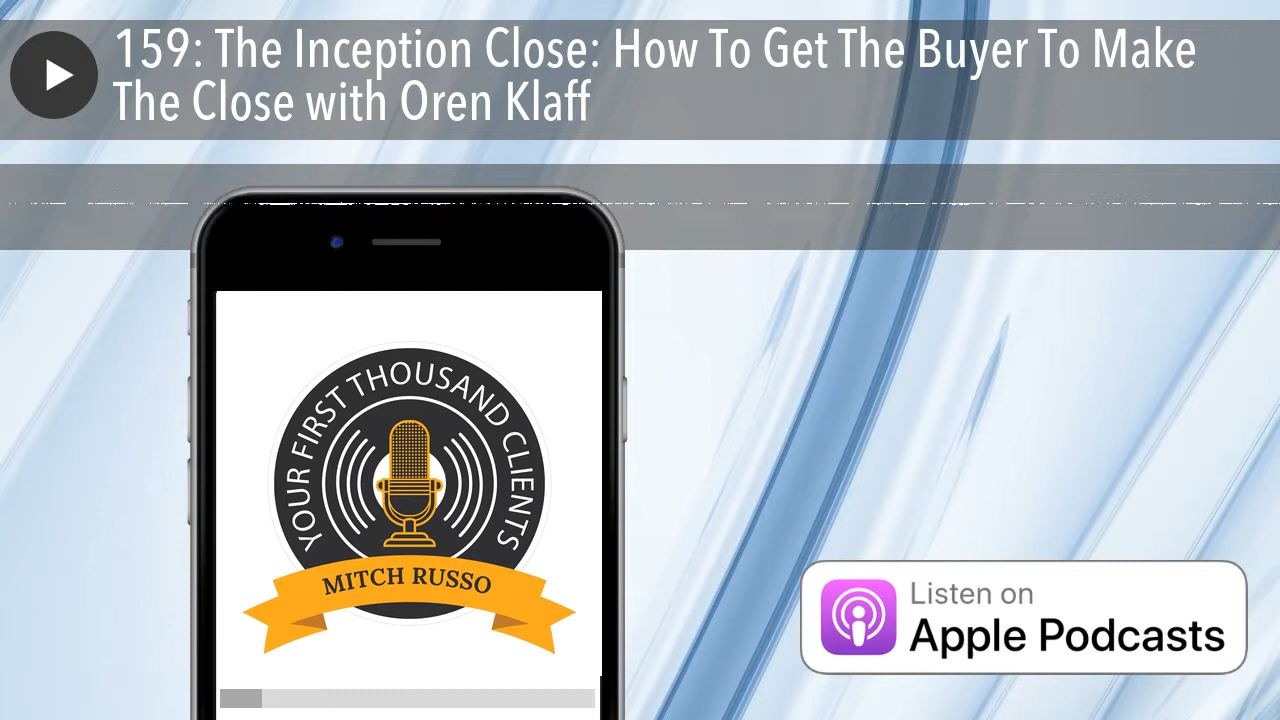 159: The Inception Close: How To Get The Buyer To Make
The Close with Oren Klaff
YOUR FIRST THOUSAND CLIENTS
MITCH RUSSO
Listen on
Apple Podcasts